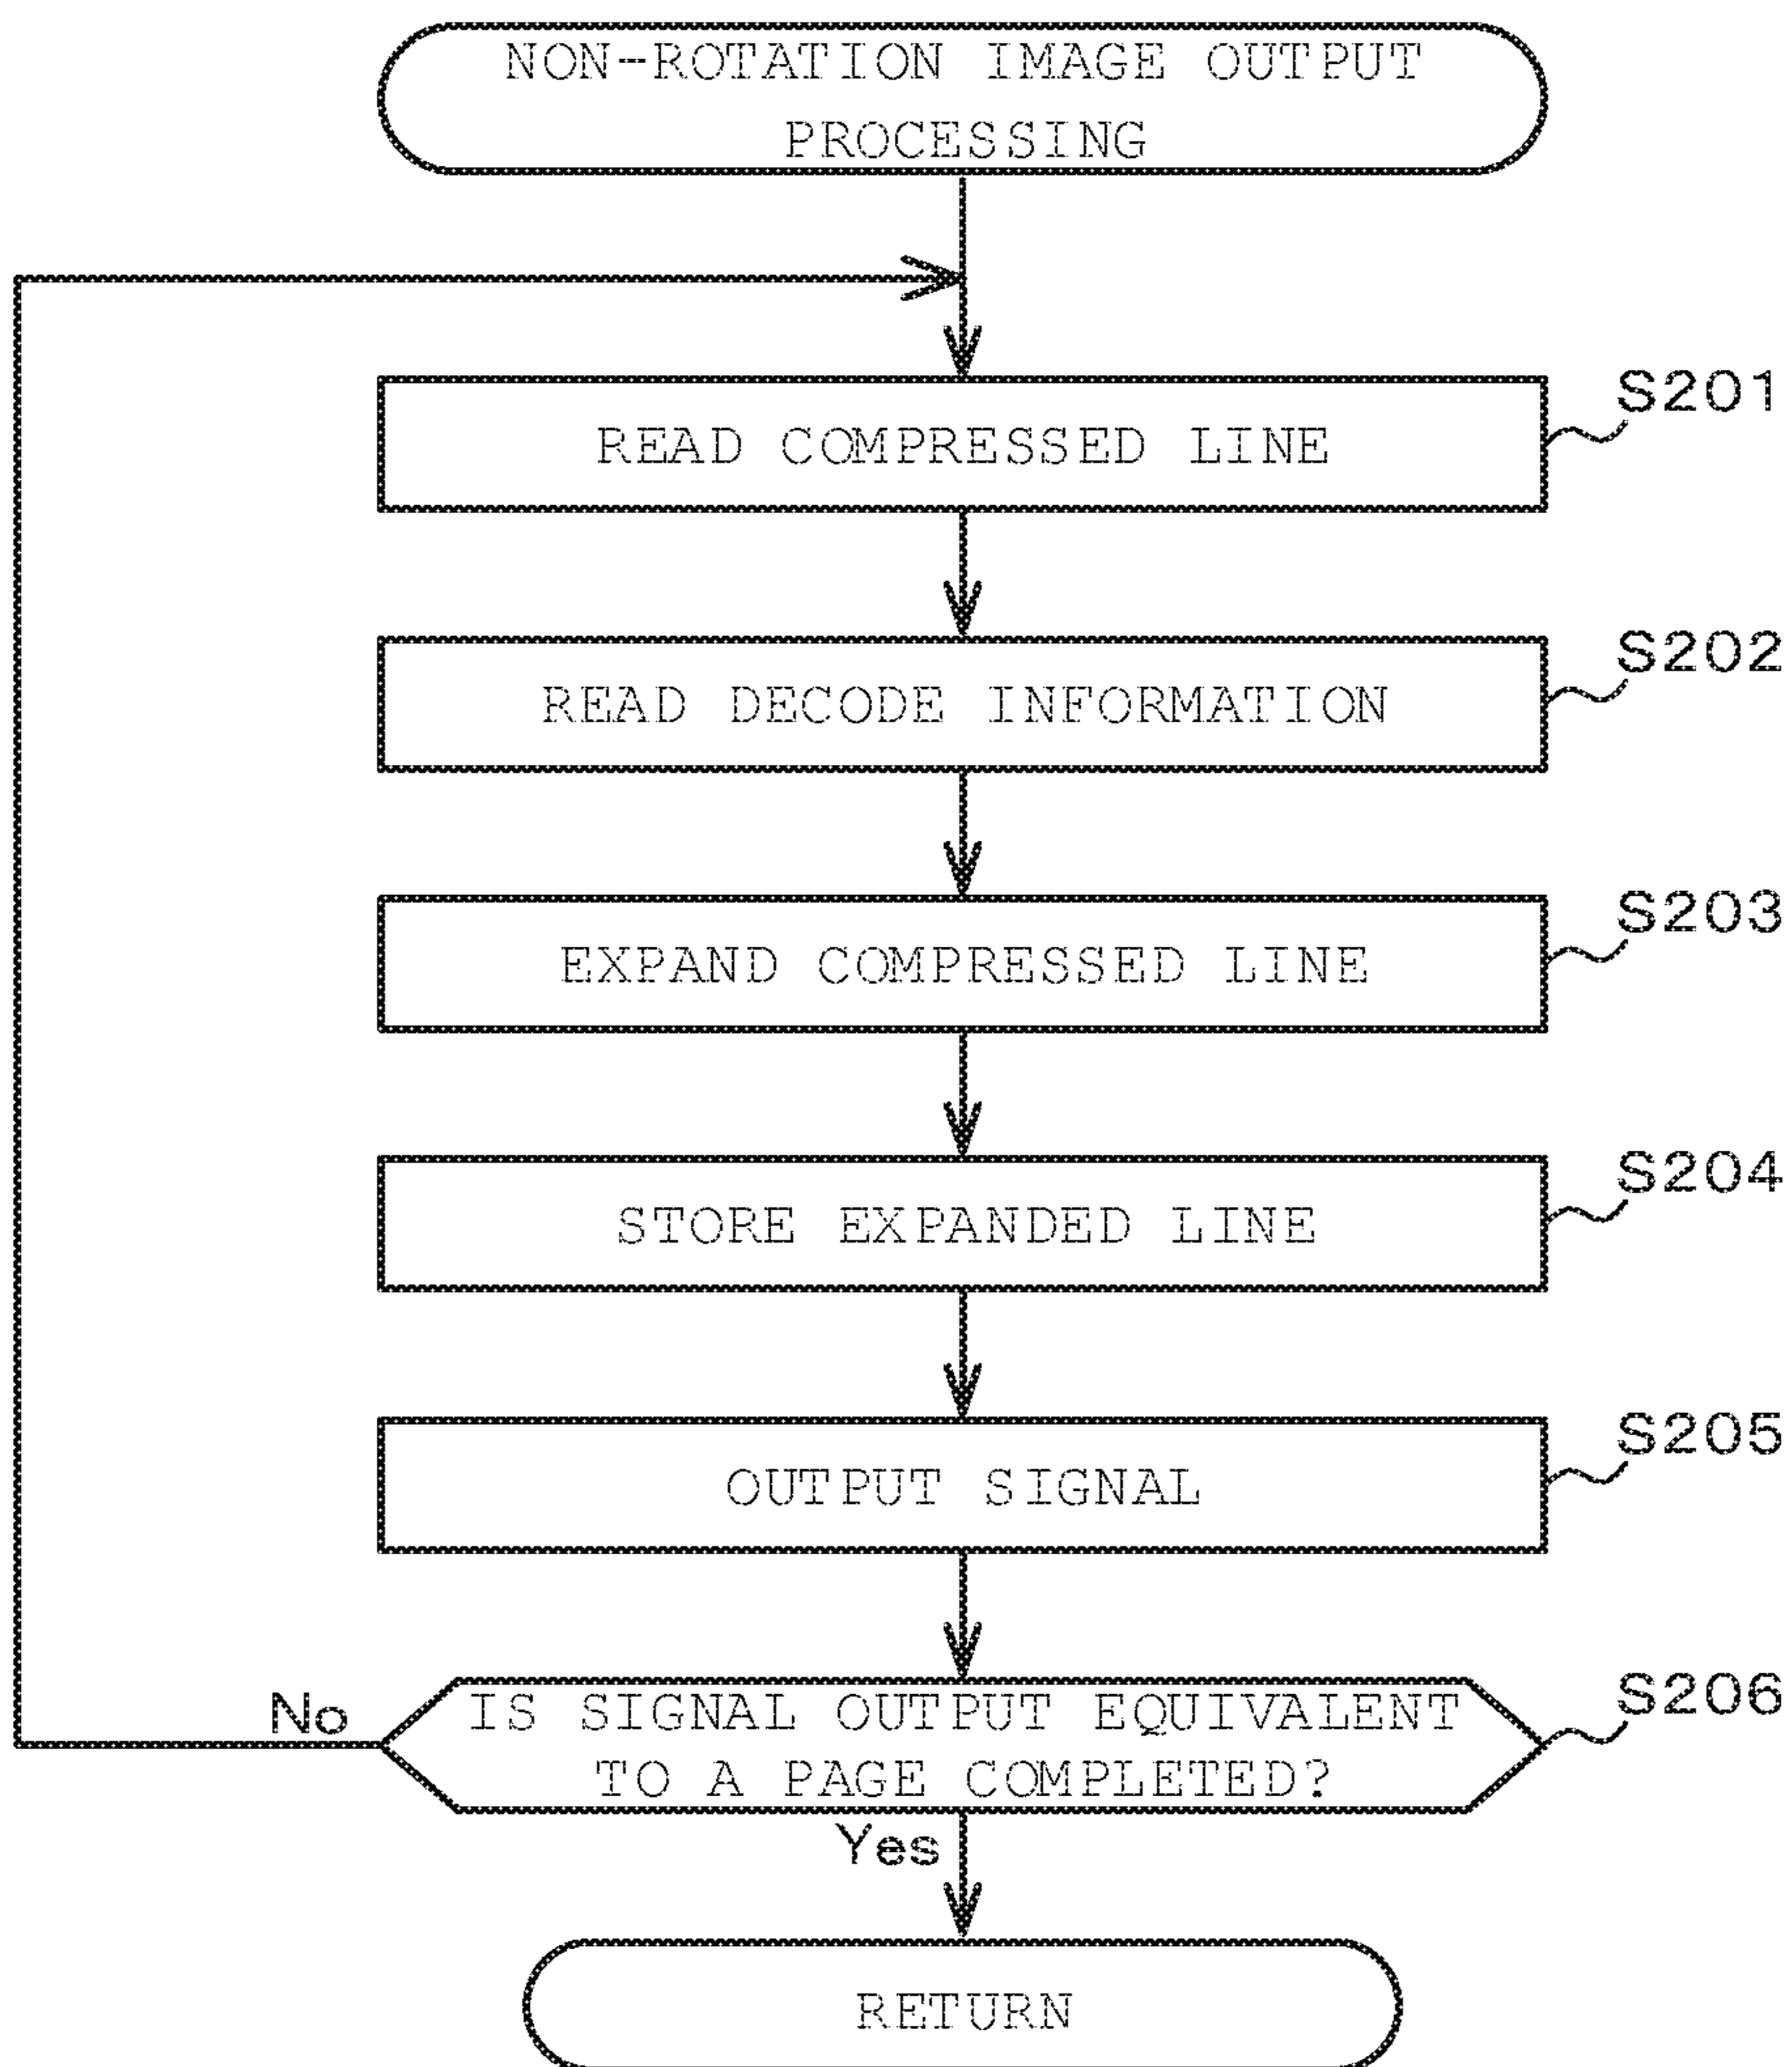 NON-ROTATION IMAGE OUTPUT
PROCESSING
READ COMPRESSED LINE
S201
READ DECODE INFORMATION
S202
EXPAND COMPRESSED LINE
S203
STORE EXPANDED LINE
S204
OUTPUT SIGNAL
S205
IS SIGNAL OUTPUT EQUIVALENT
TO A PAGE COMPLETED?
S206
No
Yes
RETURN